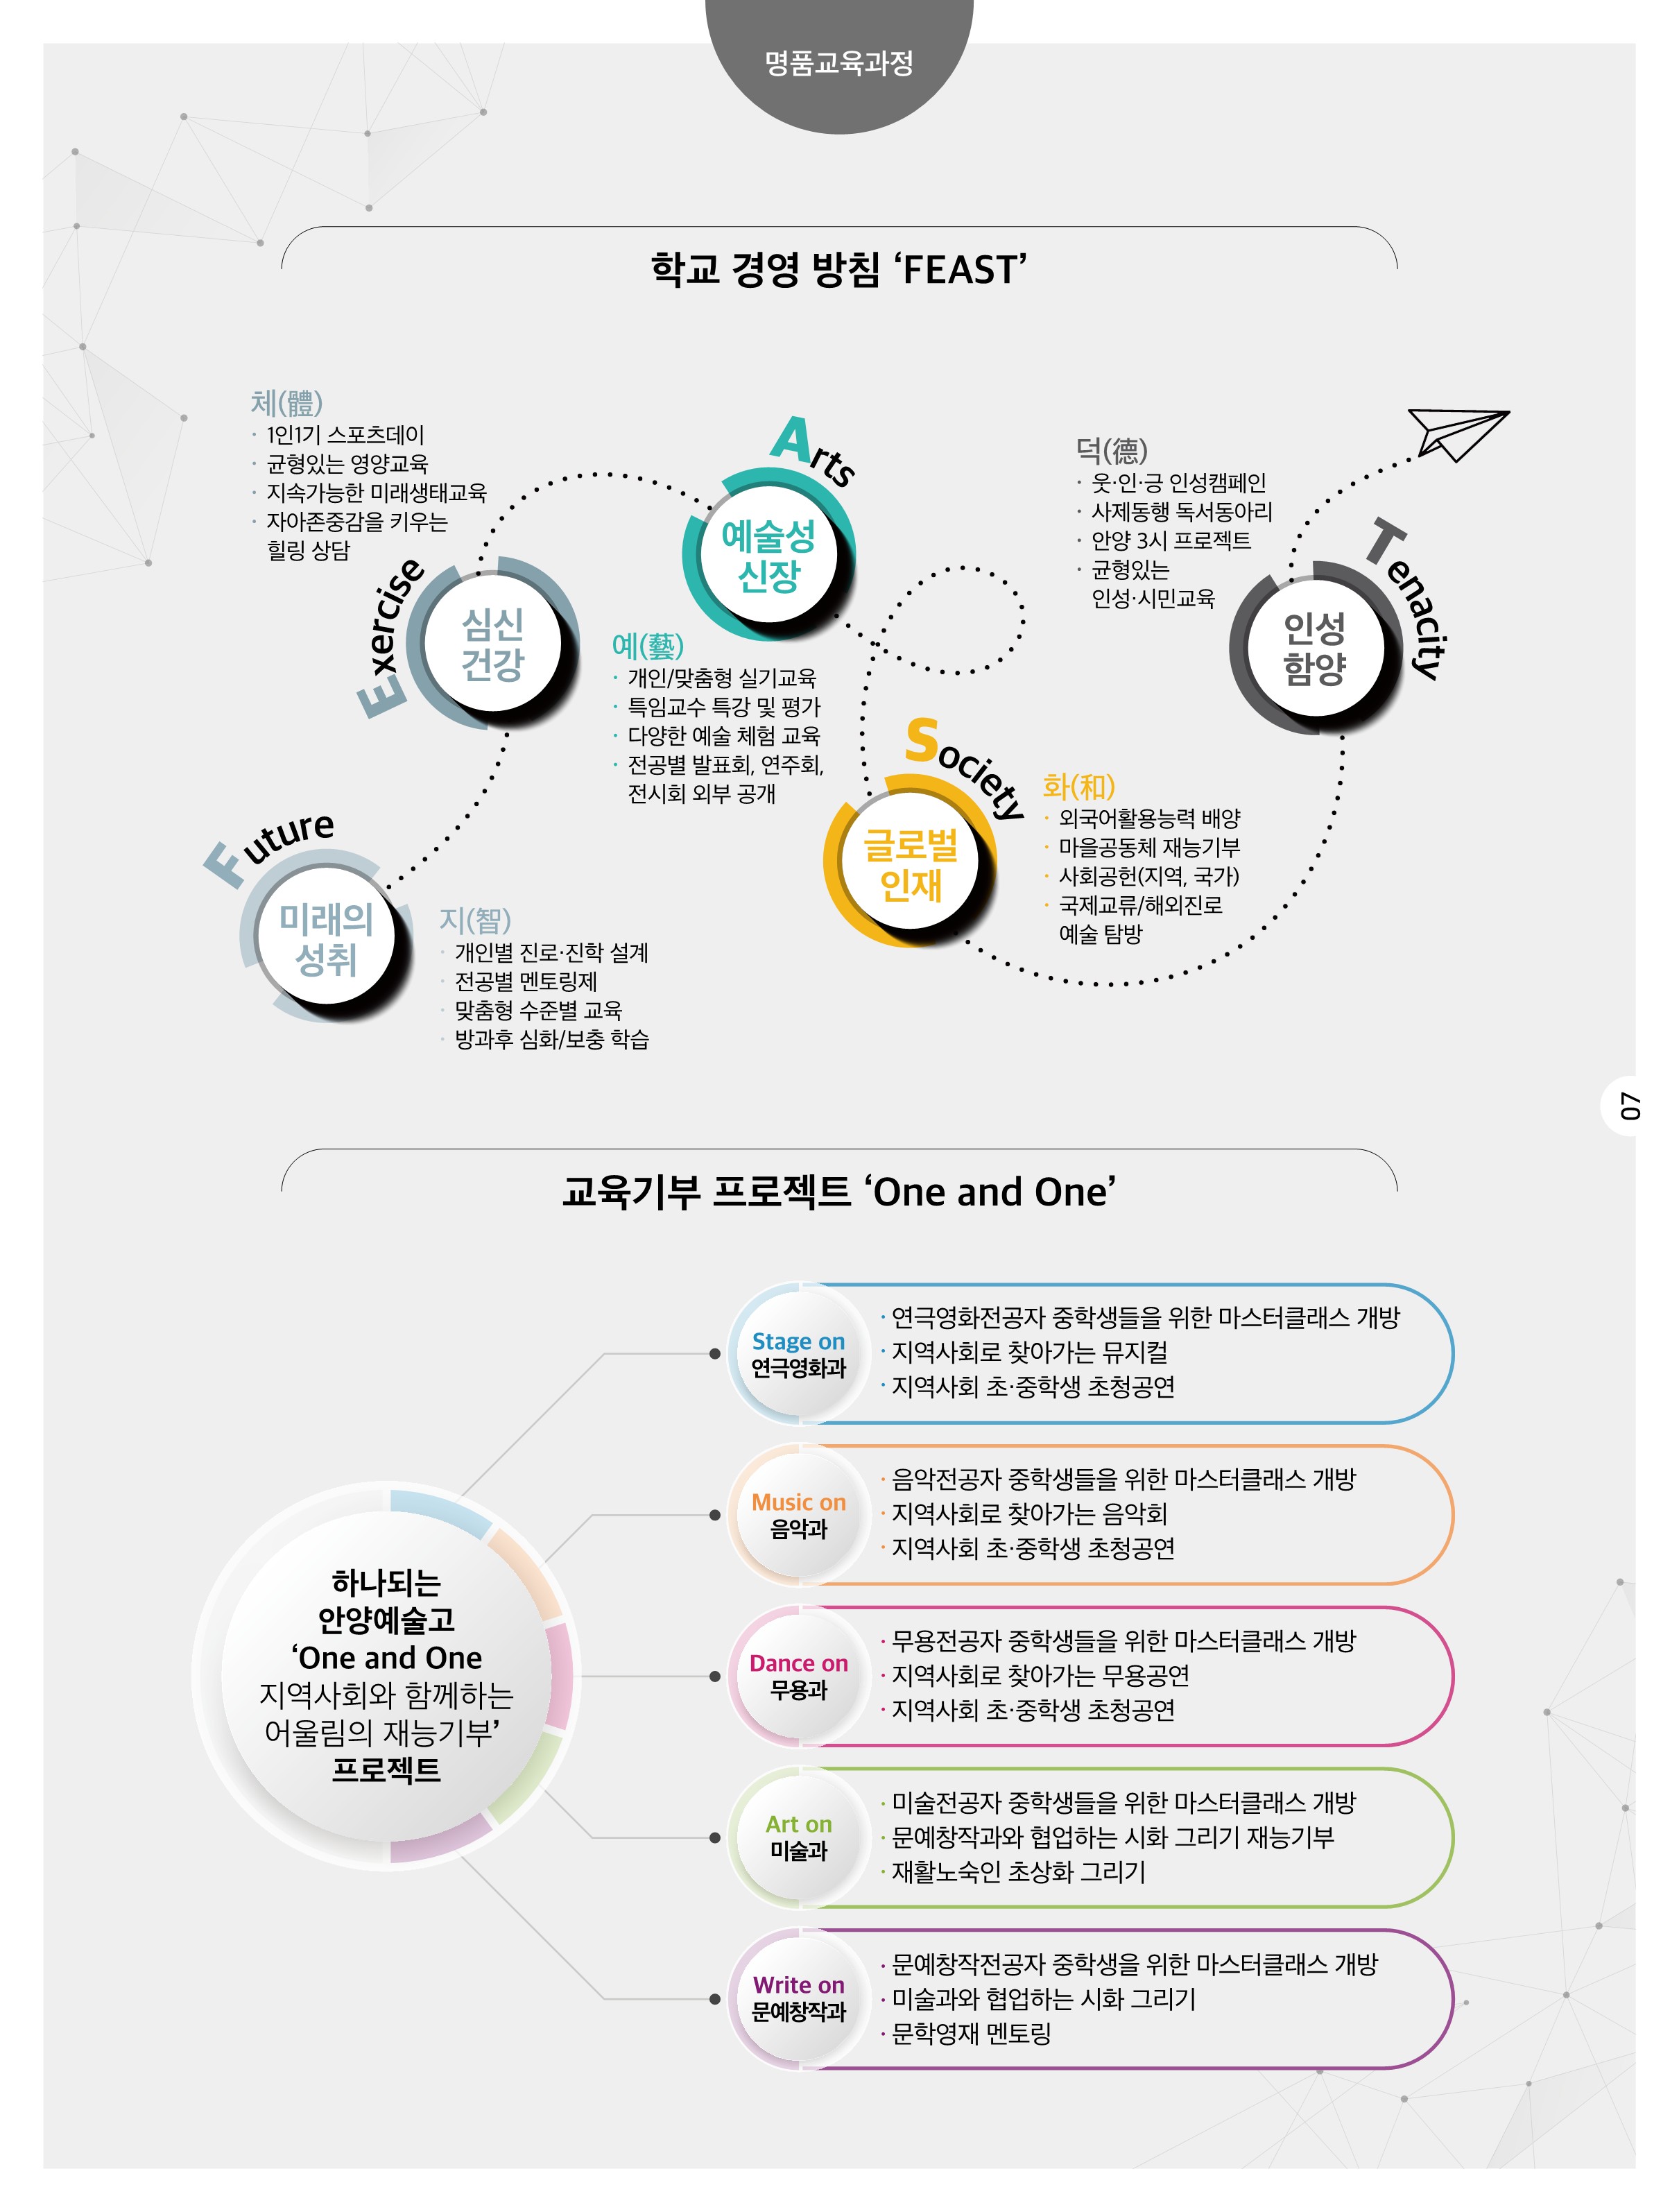 명품교육과정
학교 경영 방침 ‘FEAST’
Future
미래의
성취
지(智)
· 개인별 진로·진학 설계
· 전공별 멘토링제
· 맞춤형 수준별 교육
· 방과후 심화/보충 학습
Exercise
심신
건강
체(體)
· 1인1기 스포츠데이
· 균형있는 영양교육
· 지속가능한 미래생태교육
· 자아존중감을 키우는
힐링 상담
Arts
예술성
신장
예(藝)
· 개인/맞춤형 실기교육
· 특임교수 특강 및 평가
· 다양한 예술 체험 교육
· 전공별 발표회, 연주회,
전시회 외부 공개
Society
글로벌
인재
화(和)
· 외국어활용능력 배양
· 마을공동체 재능기부
· 사회공헌(지역, 국가)
· 국제교류/해외진로
예술 탐방
Tenacity
인성
함양
덕(德)
· 웃·인·긍 인성캠페인
· 사제동행 독서동아리
· 안양 3시 프로젝트
· 균형있는
인성·시민교육
07
교육기부 프로젝트 ‘One and One’
하나되는
안양예술고
‘One and One
지역사회와 함께하는
어울림의 재능기부’
프로젝트
Stage on
연극영화과
· 연극영화전공자 중학생들을 위한 마스터클래스 개방
· 지역사회로 찾아가는 뮤지컬
· 지역사회 초·중학생 초청공연
Music on
음악과
· 음악전공자 중학생들을 위한 마스터클래스 개방
· 지역사회로 찾아가는 음악회
· 지역사회 초·중학생 초청공연
Dance on
무용과
· 무용전공자 중학생들을 위한 마스터클래스 개방
· 지역사회로 찾아가는 무용공연
· 지역사회 초·중학생 초청공연
Art on
미술과
· 미술전공자 중학생들을 위한 마스터클래스 개방
· 문예창작과와 협업하는 시화 그리기 재능기부
· 재활노숙인 초상화 그리기
Write on
문예창작과
· 문예창작전공자 중학생을 위한 마스터클래스 개방
· 미술과와 협업하는 시화 그리기
· 문학영재 멘토링